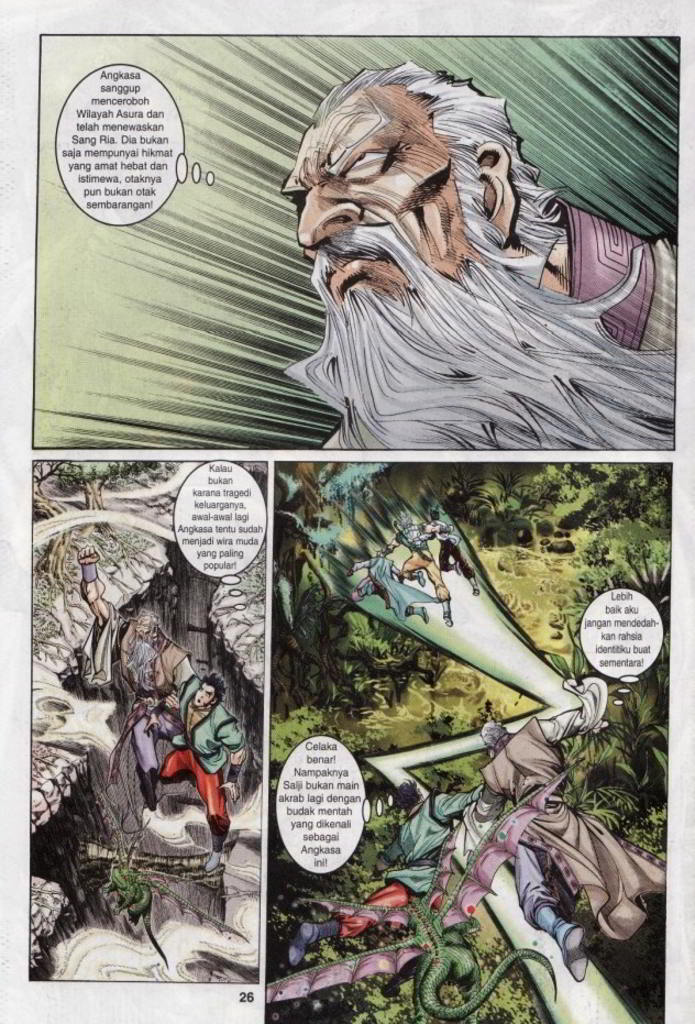 Angkasa
sanggup
menceroboh
Wilayah Asura dan
telah menewaskan
Sang Ria. Dia bukan
saja mempunyai hikmat
yang amat hebat dan
istimewa, otaknya
pun bukan otak
sembarangan!
Kalau
bukan
karana tragedi
keluarganya,
awal-awal lagi
Angkasa tentu sudah
menjadi wira muda
yang paling
popular!
Lebih
baik aku
jangan mendedah-
kan rahsia
identitiku buat
sementara!
Celaka
benar!
Nampaknya
Salji bukan main
akrab lagi dengan
budak mentah
yang dikenali
sebagai
Angkasa
ini!
26